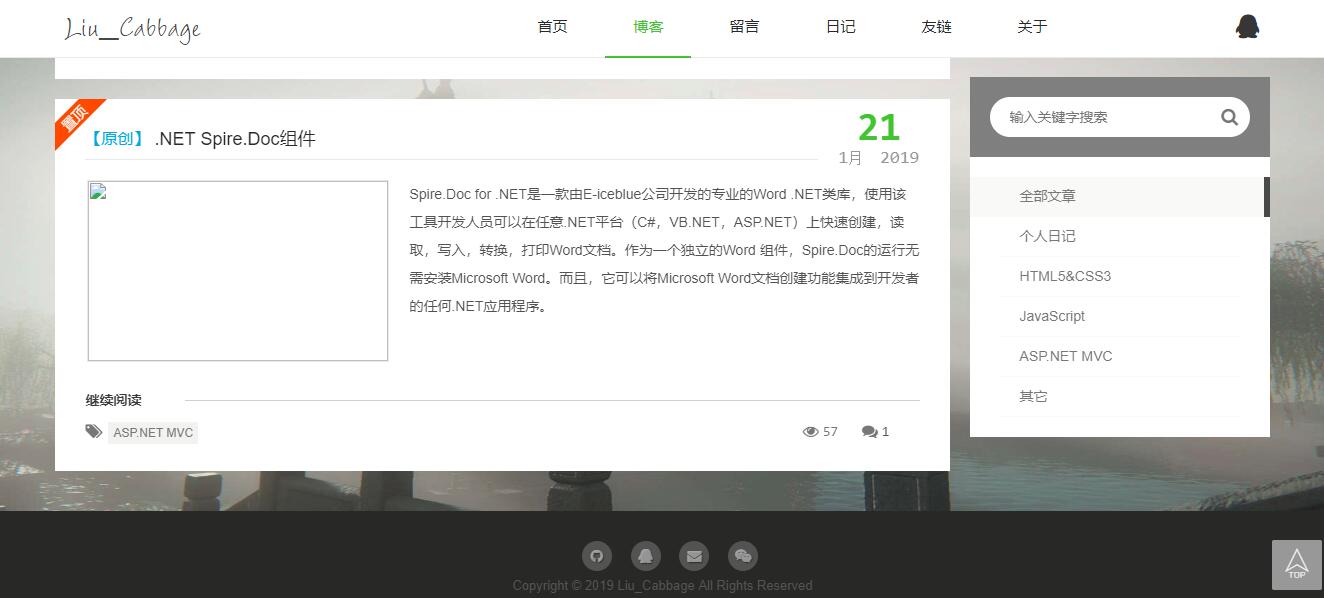 Liu_Cabbage
首页 博客 留言 日记 友链 关于
置顶
【原创】 .NET Spire.Doc组件
21
1月 2019
Spire.Doc for .NET是一款由E-iceblue公司开发的专业的Word .NET类库，使用该
工具开发人员可以在任意.NET平台（C#，VB.NET，ASP.NET）上快速创建，读
取，写入，转换，打印Word文档。作为一个独立的Word 组件，Spire.Doc的运行无
需安装Microsoft Word。而且，它可以将Microsoft Word文档创建功能集成到开发者
的任何.NET应用程序。
继续阅读
ASP.NET MVC
57 1
输入关键字搜索
全部文章
个人日记
HTML5&CSS3
JavaScript
ASP.NET MVC
其它
Copyright © 2019 Liu_Cabbage All Rights Reserved
TOP